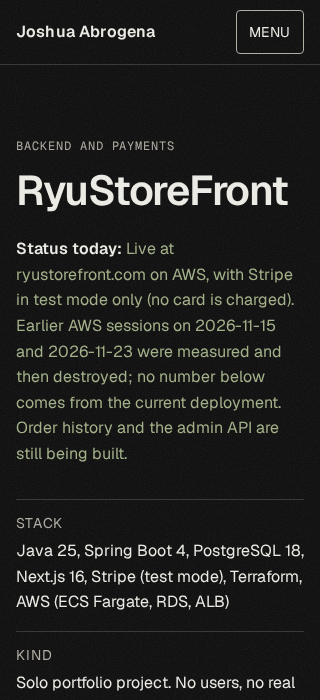 Joshua Abrogena
MENU
BACKEND AND PAYMENTS
RyuStoreFront
Status today: Live at
ryustorefront.com on AWS, with Stripe
in test mode only (no card is charged).
Earlier AWS sessions on 2026-11-15
and 2026-11-23 were measured and
then destroyed; no number below
comes from the current deployment.
Order history and the admin API are
still being built.
STACK
Java 25, Spring Boot 4, PostgreSQL 18,
Next.js 16, Stripe (test mode), Terraform,
AWS (ECS Fargate, RDS, ALB)
KIND
Solo portfolio project. No users, no real